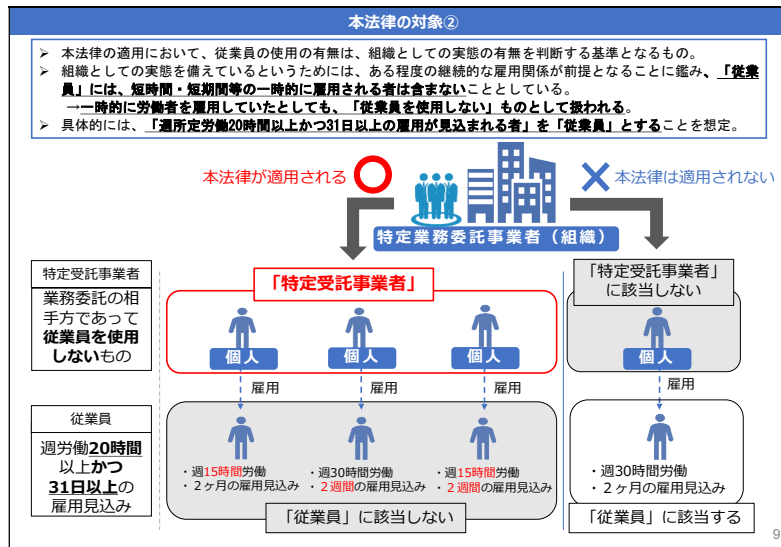 本法律の対象②
➢ 本法律の適用において、従業員の使用の有無は、組織としての実態の有無を判断する基準となるもの。
➢ 組織としての実態を備えているというためには、ある程度の継続的な雇用関係が前提となることに鑑み、「従業
員」には、短時間・短期間等の一時的に雇用される者は含まないこととしている。
→一時的に労働者を雇用していたとしても、「従業員を使用しない」ものとして扱われる。
➢ 具体的には、「週所定労働20時間以上かつ31日以上の雇用が見込まれる者」を「従業員」とすることを想定。
本法律が適用される
本法律は適用されない
特定業務委託事業者（組織）
特定受託事業者
業務委託の相
手方であって
従業員を使用
しないもの
「特定受託事業者」
個人
個人
個人
「特定受託事業者」
に該当しない
個人
雇用
雇用
雇用
雇用
従業員
週労働20時間
以上かつ
31日以上の
雇用見込み
・週15時間労働
・２ヶ月の雇用見込み
・週30時間労働
・２週間の雇用見込み
・週15時間労働
・２週間の雇用見込み
・週30時間労働
・２ヶ月の雇用見込み
「従業員」に該当しない
「従業員」に該当する
9